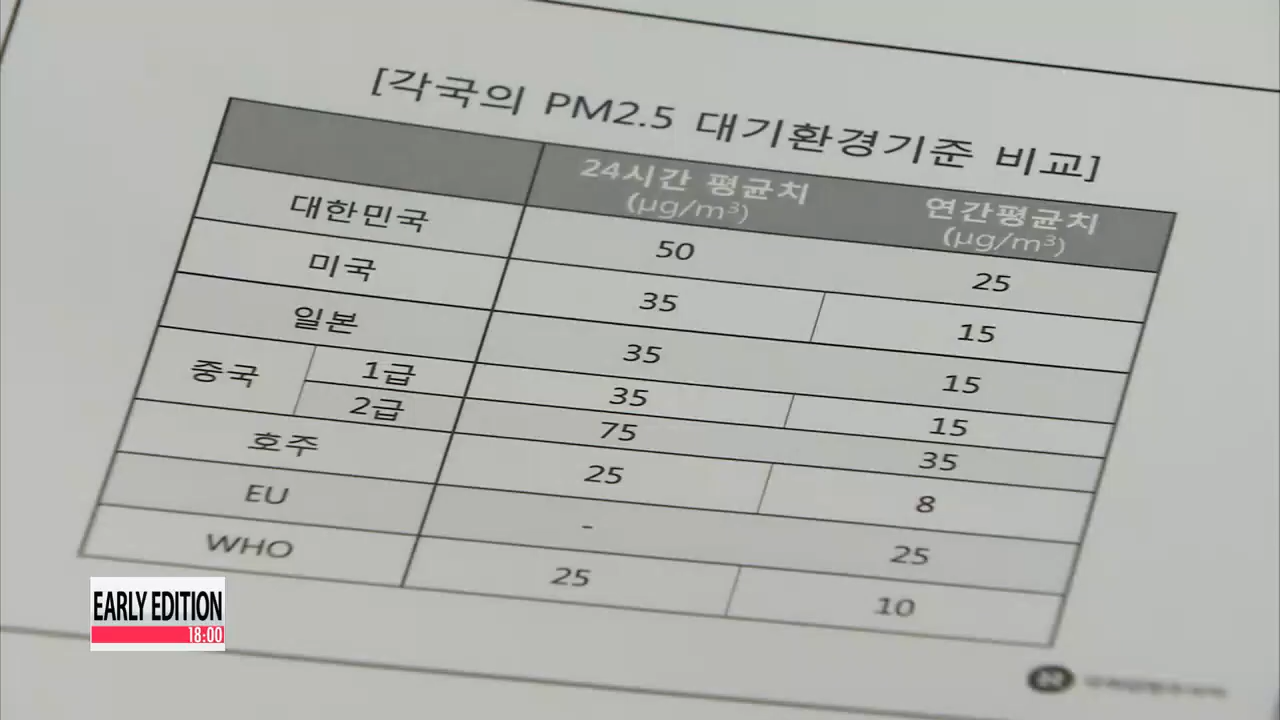 [각국의 PM2.5 대기환경기준 비교]
24시간 평균치 연간평균치
(μg/m³) (μg/m³)
대한민국 50 25
미국 35 15
일본 35 15
중국 1급 35 15
2급 75 35
호주 25 8
EU - 25
WHO 25 10
EARLY EDITION
18:00